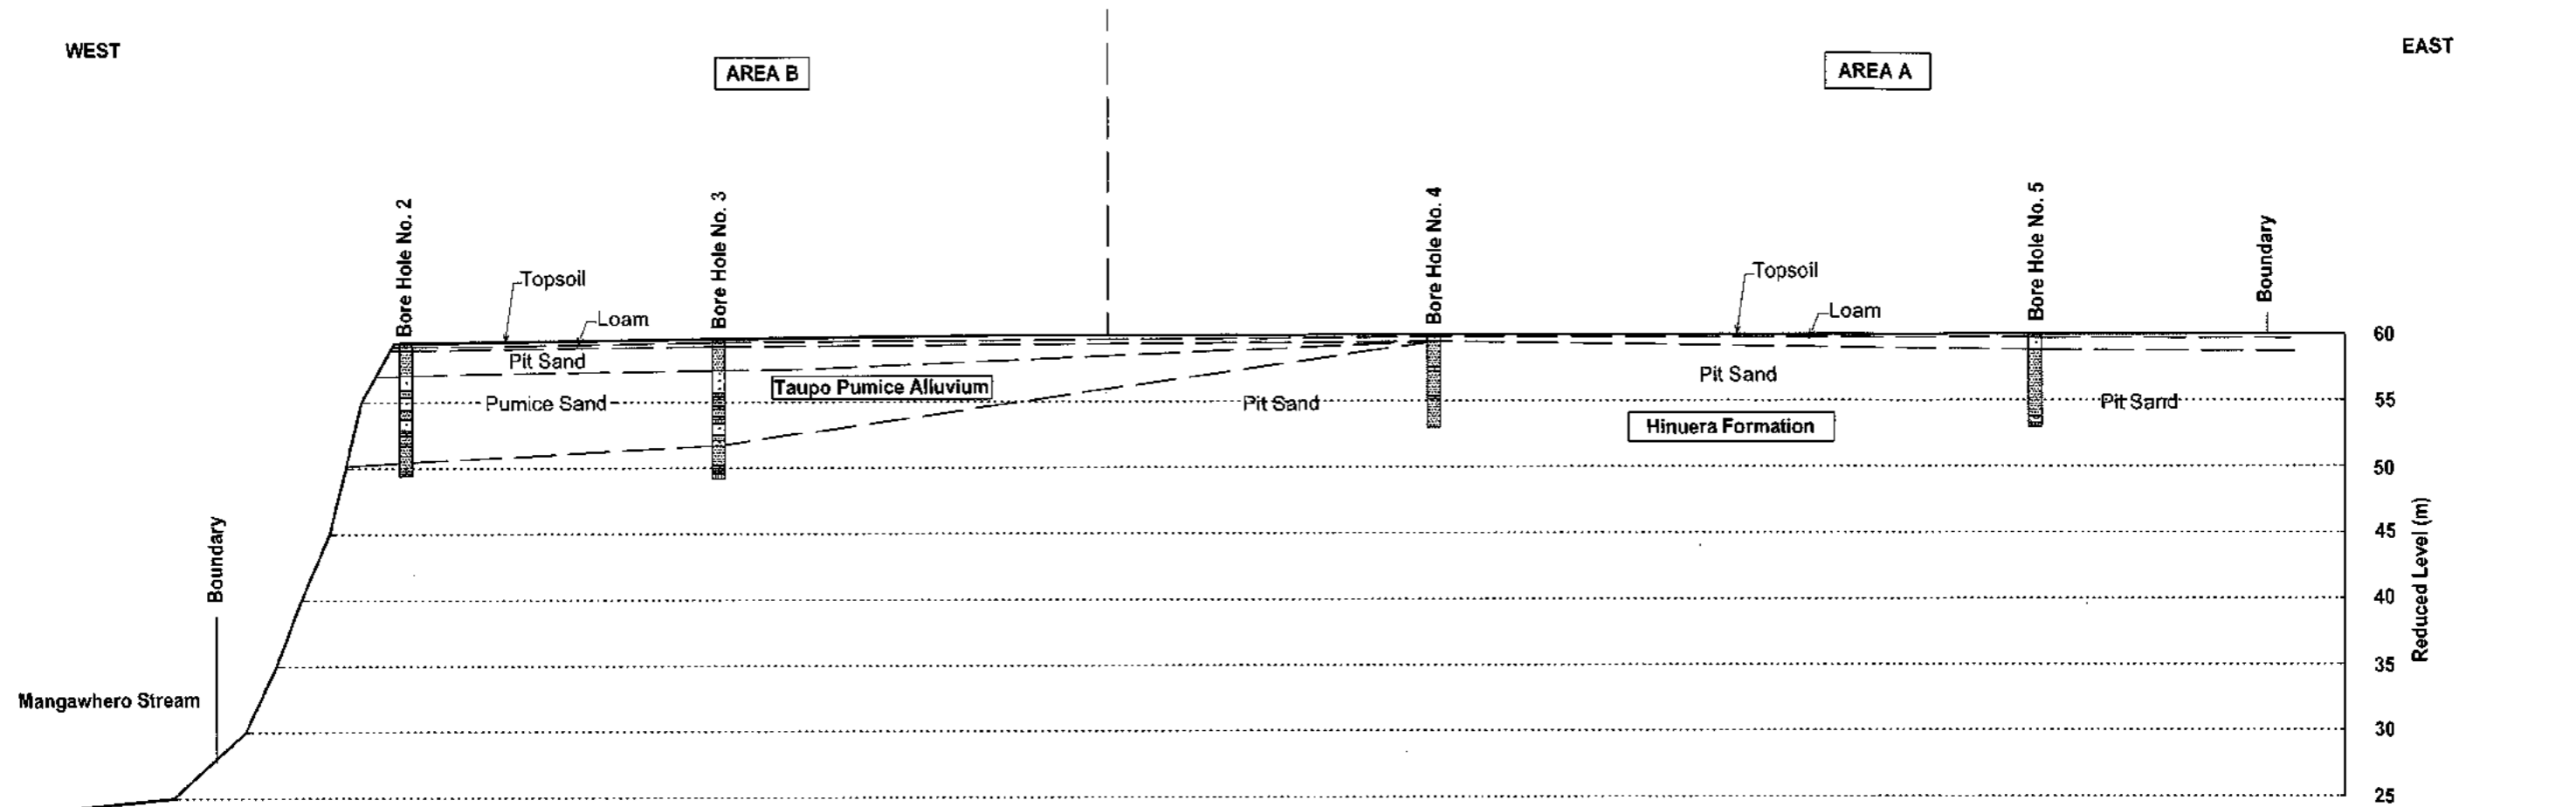 WEST
EAST
AREA B
AREA A
Bore Hole No. 2
Bore Hole No. 3
Bore Hole No. 4
Bore Hole No. 5
Boundary
Topsoil
Loam
Topsoil
Loam
Pit Sand
Taupo Pumice Alluvium
Pumice Sand
Pit Sand
Pit Sand
Hinuera Formation
Pit Sand
60
55
50
45
40
35
30
25
Reduced Level (m)
Boundary
Mangawhero Stream